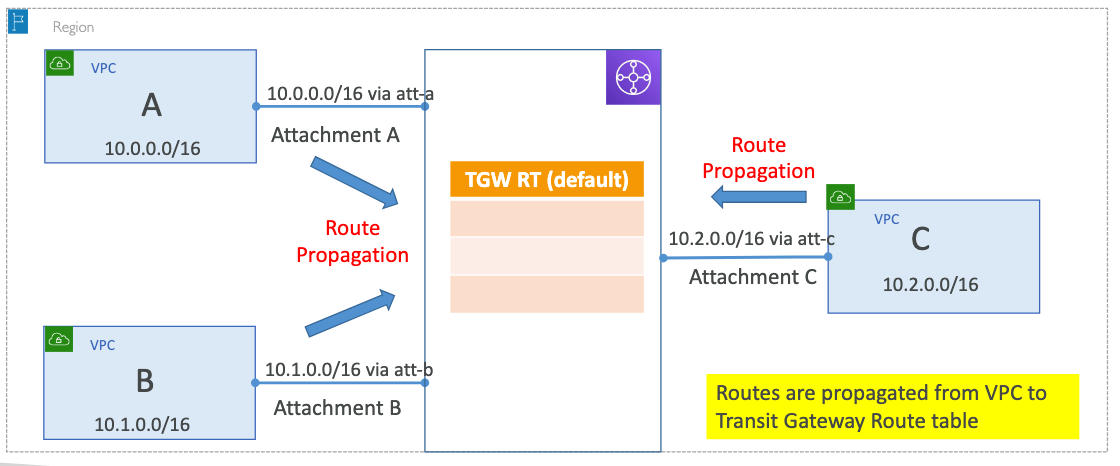 Region
VPC
A
10.0.0.0/16
10.0.0.0/16 via att-a
Attachment A
Route
Propagation
VPC
B
10.1.0.0/16
10.1.0.0/16 via att-b
Attachment B
TGW RT (default)
Route
Propagation
10.2.0.0/16 via att-c
Attachment C
VPC
C
10.2.0.0/16
Routes are propagated from VPC to
Transit Gateway Route table